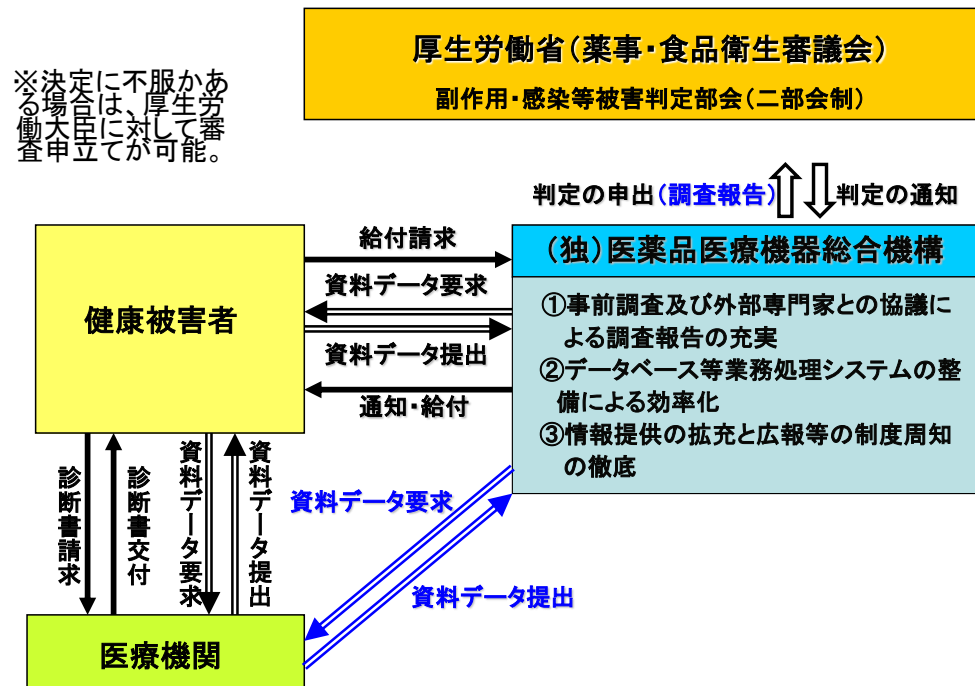 厚生労働省(薬事・食品衛生審議会)
副作用・感染等被害判定部会(二部会制)
※決定に不服があ
る場合は、厚生労
働大臣に対して審
査申立てが可能。
判定の申出(調査報告)
判定の通知
給付請求
資料データ要求
資料データ提出
通知・給付
健康被害者
(独)医薬品医療機器総合機構
①事前調査及び外部専門家との協議に
よる調査報告の充実
②データベース等業務処理システムの整
備による効率化
③情報提供の拡充と広報等の制度周知
の徹底
診断書請求
診断書交付
資料データ要求
資料データ提出
資料データ要求
資料データ提出
医療機関